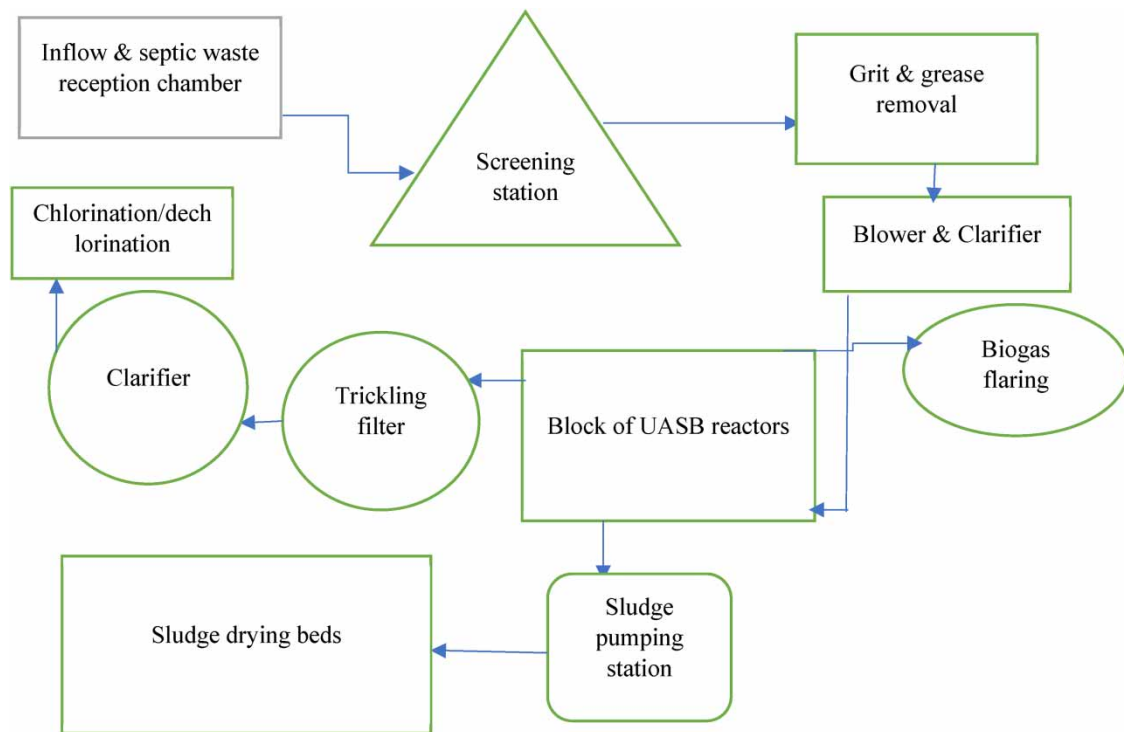 Inflow & septic waste
reception chamber
Screening
station
Grit & grease
removal
Blower & Clarifier
Chlorination/dech
lorination
Clarifier
Trickling
filter
Block of UASB reactors
Biogas
flaring
Sludge drying beds
Sludge
pumping
station